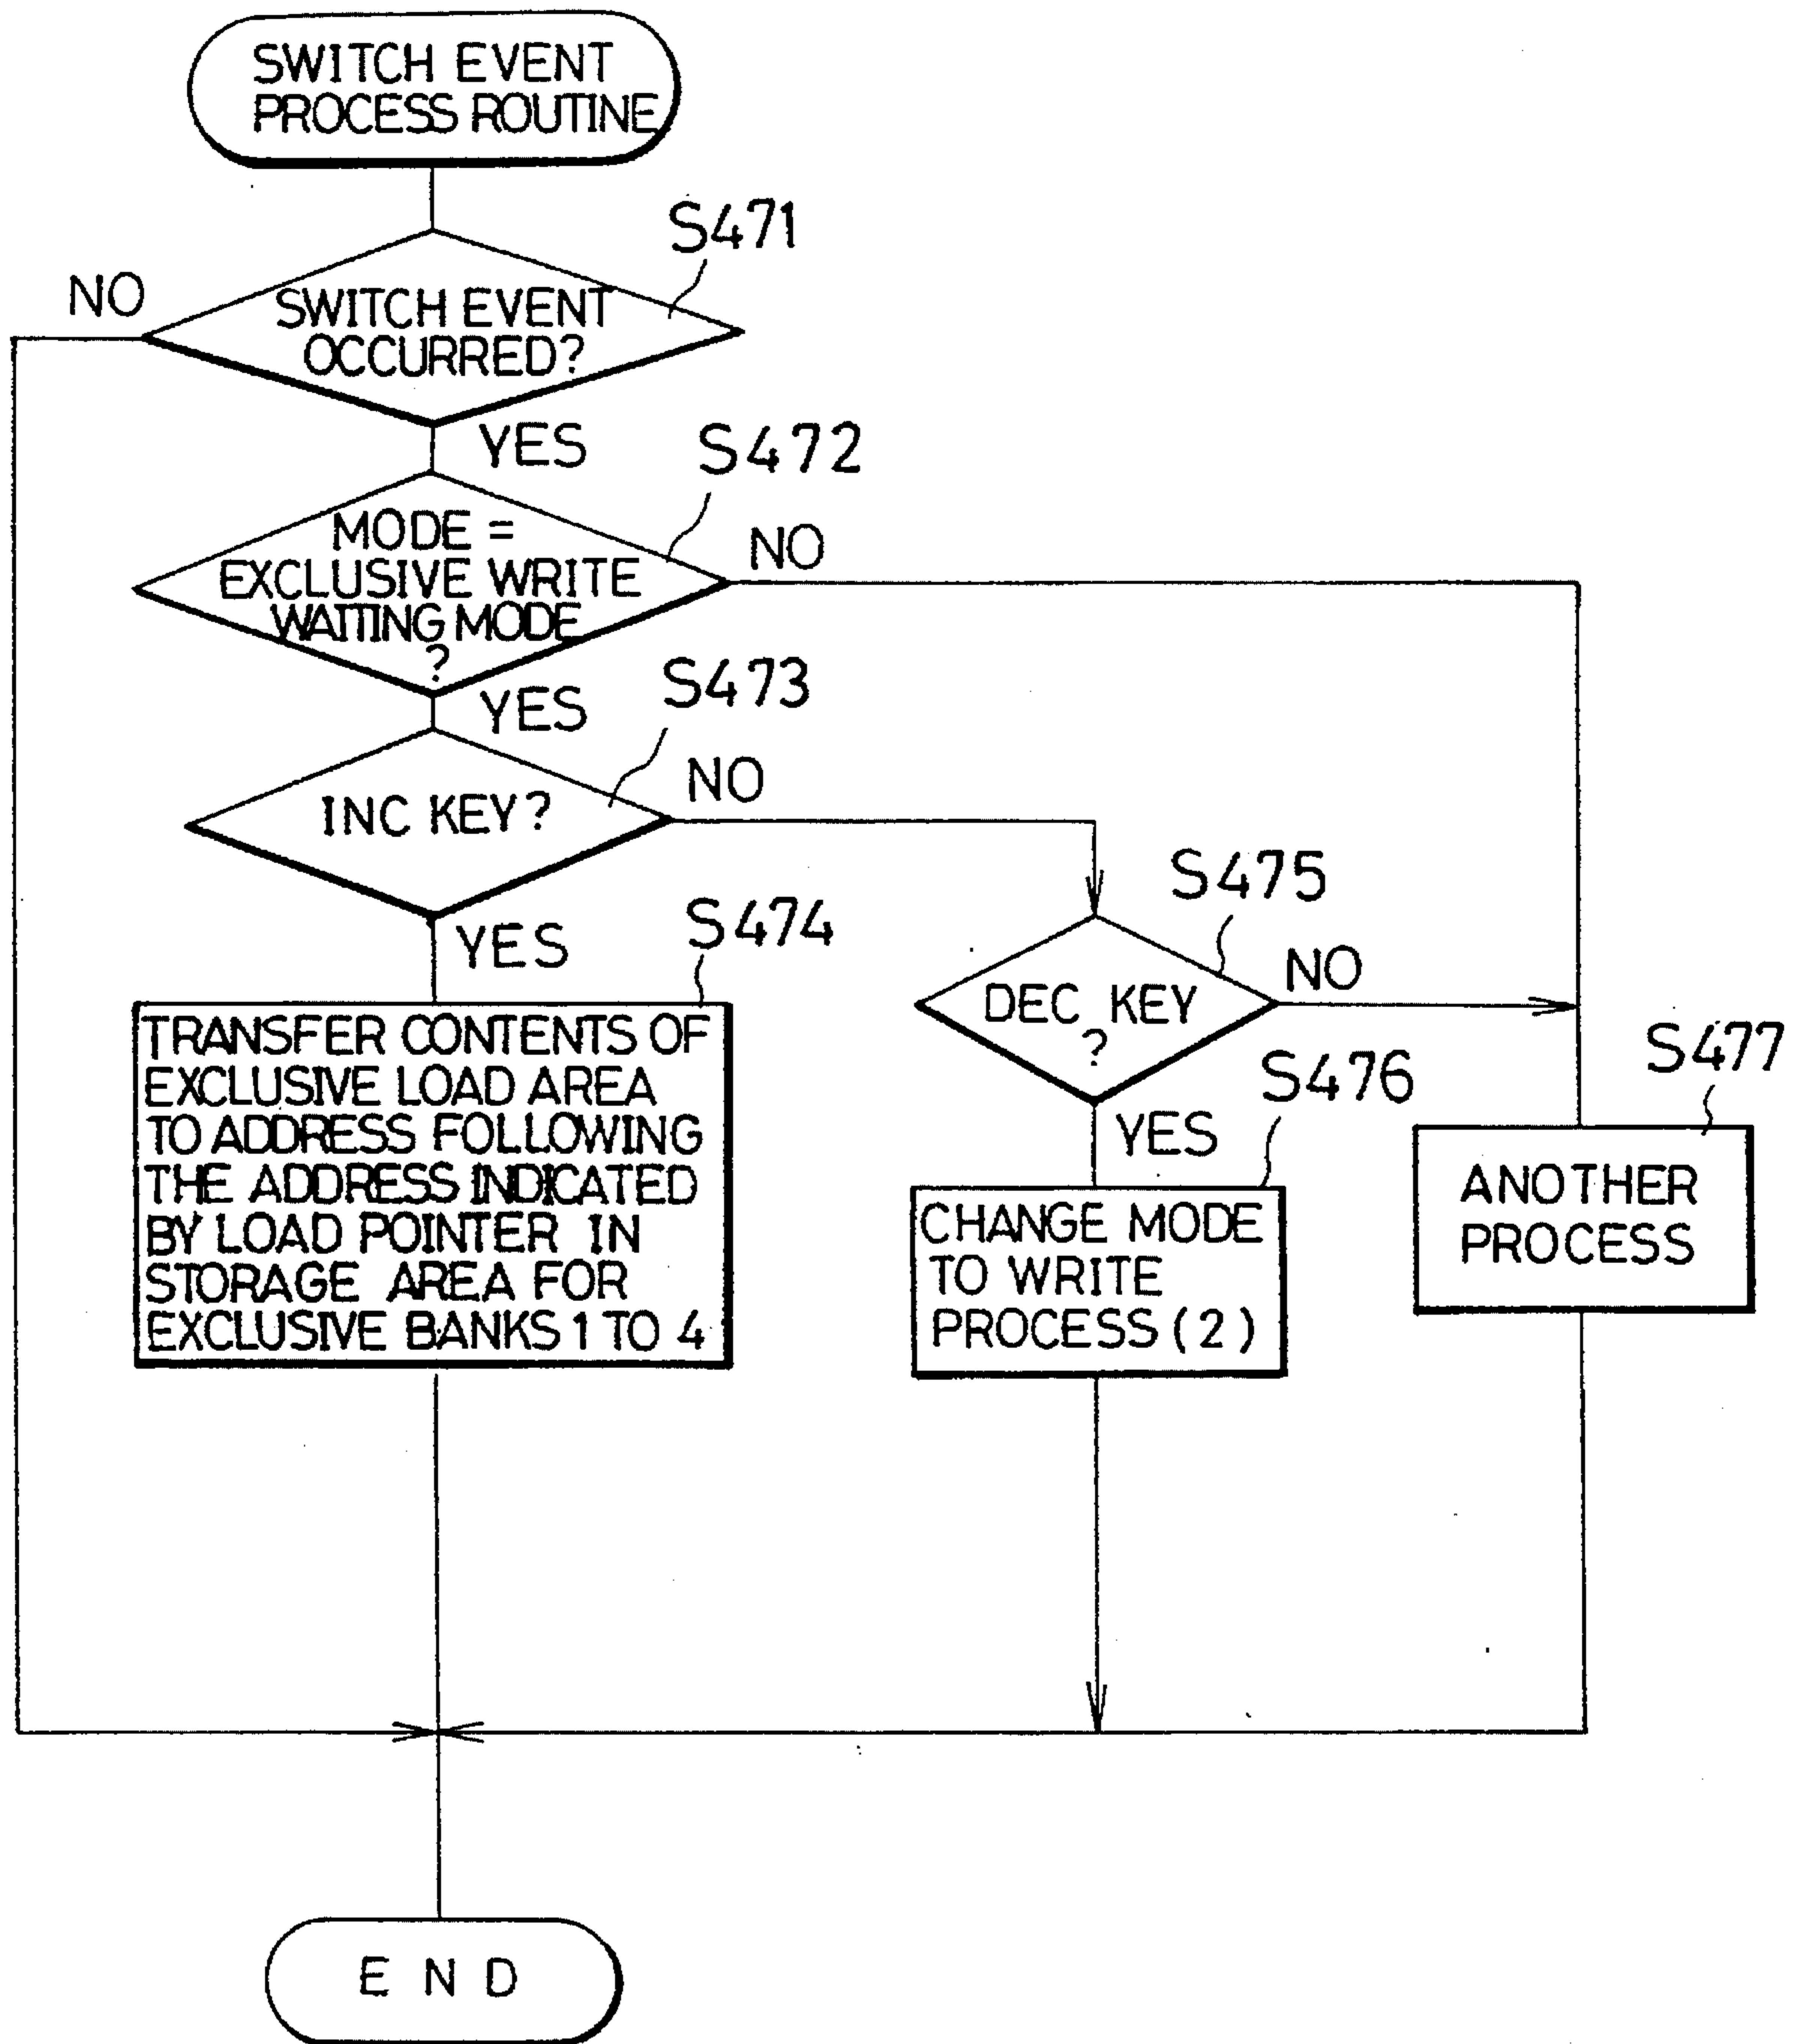 SWITCH EVENT
PROCESS ROUTINE
S471
NO
SWITCH EVENT
OCCURRED?
YES
S472
MODE =
EXCLUSIVE WRITE
WAITING MODE
?
NO
YES
S473
INC KEY?
NO
YES
S474
TRANSFER CONTENTS OF
EXCLUSIVE LOAD AREA
TO ADDRESS FOLLOWING
THE ADDRESS INDICATED
BY LOAD POINTER IN
STORAGE AREA FOR
EXCLUSIVE BANKS 1 TO 4
S475
DEC KEY
?
NO
YES
S476
CHANGE MODE
TO WRITE
PROCESS (2)
S477
ANOTHER
PROCESS
END